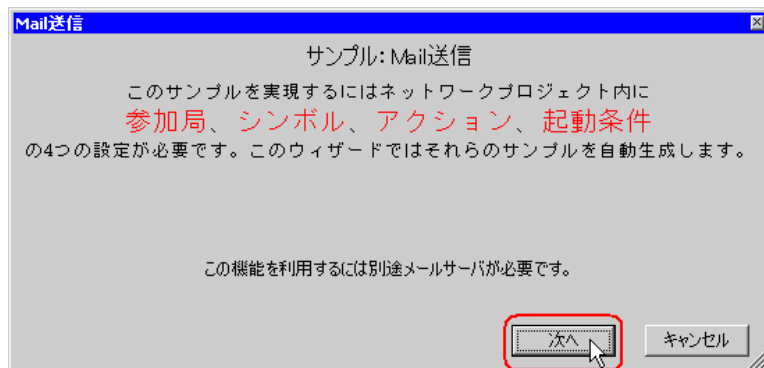 Mail送信
サンプル：Mail送信
このサンプルを実現するにはネットワークプロジェクト内に
参加局、シンボル、アクション、起動条件
の4つの設定が必要です。このウィザードではそれらのサンプルを自動生成します。
この機能を利用するには別途メールサーバが必要です。
次へ
キャンセル